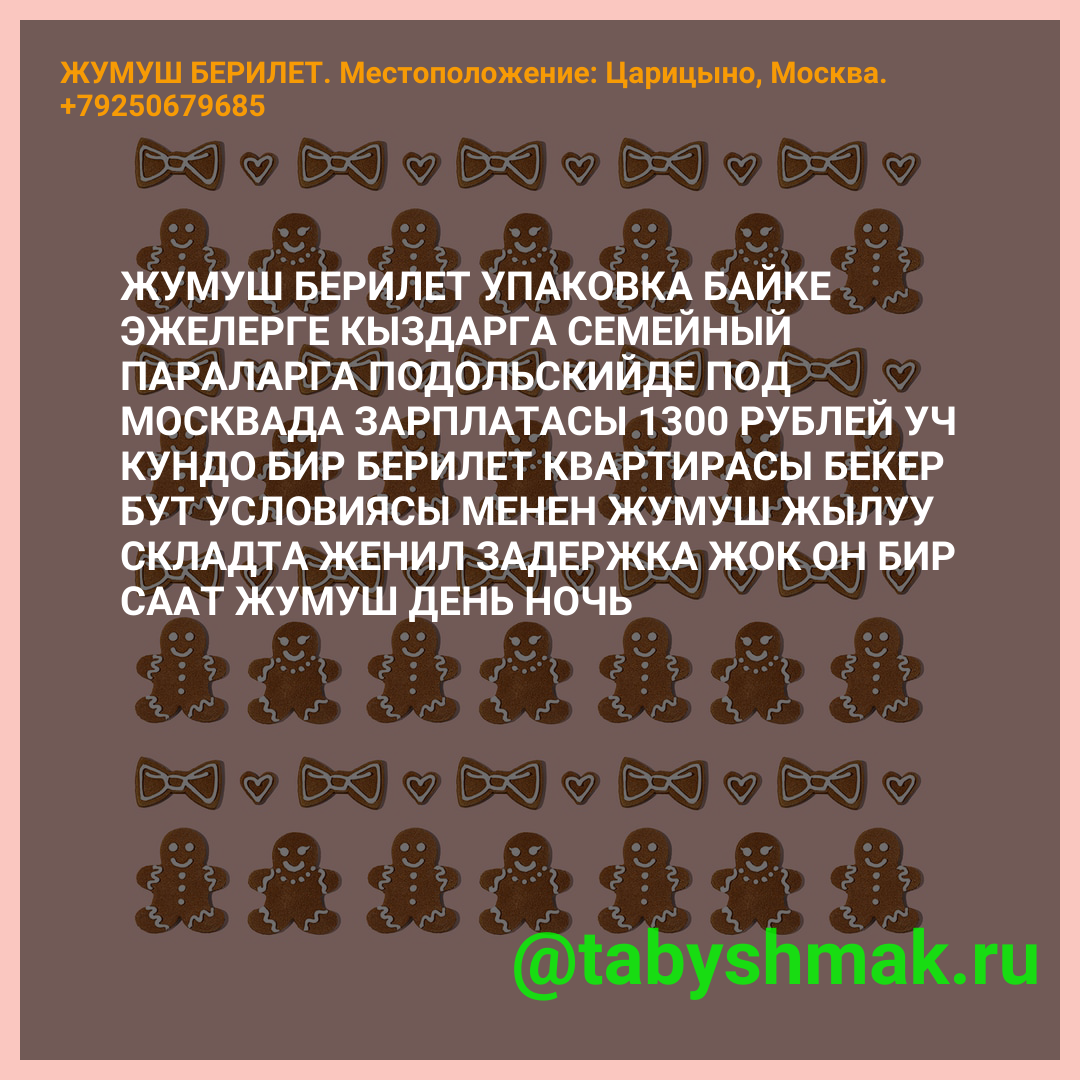 ЖУМУШ БЕРИЛЕТ. Местоположение: Царицыно, Москва.
+79250679685
ЖУМУШ БЕРИЛЕТ УПАКОВКА БАЙКЕ
ЭЖЕЛЕРГЕ КЫЗДАРГА СЕМЕЙНЫЙ
ПАРАЛАРГА ПОДОЛЬСКИЙДЕ ПОД
МОСКВАДА ЗАРПЛАТАСЫ 1300 РУБЛЕЙ УЧ
КУНДО БИР БЕРИЛЕТ КВАРТИРАСЫ БЕКЕР
БУТ УСЛОВИЯСЫ МЕНЕН ЖУМУШ ЖЫЛУУ
СКЛАДТА ЖЕНИЛ ЗАДЕРЖКА ЖОК ОН БИР
СААТ ЖУМУШ ДЕНЬ НОЧЬ
@tabyshmak.ru